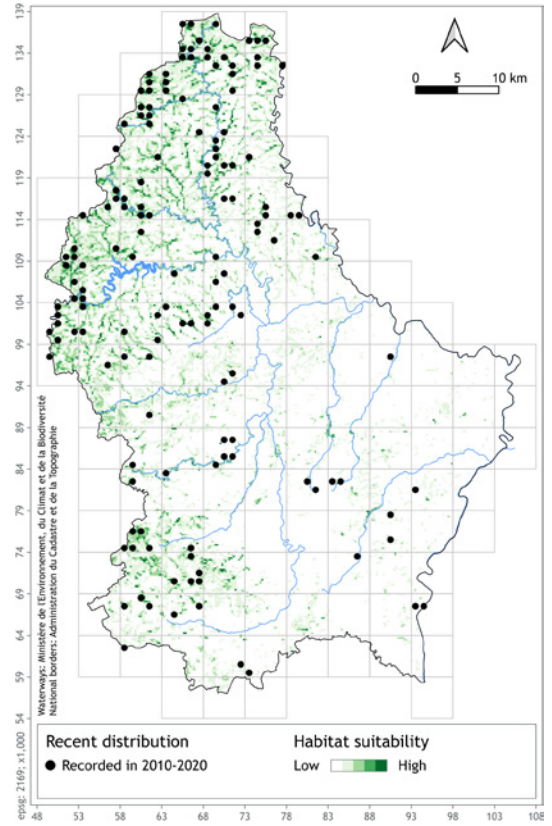 139
134
129
124
119
114
109
104
99
94
89
84
79
74
69
64
59
54
0 5 10 km
Waterways: Ministère de l'Environnement, du Climat et de la Biodiversité
National borders: Administration du Cadastre et de la Topographie
epsg: 2169; x1,000
Recent distribution
Recorded in 2010-2020
Habitat suitability
Low High
48 53 58 63 68 73 78 83 88 93 98 103 108